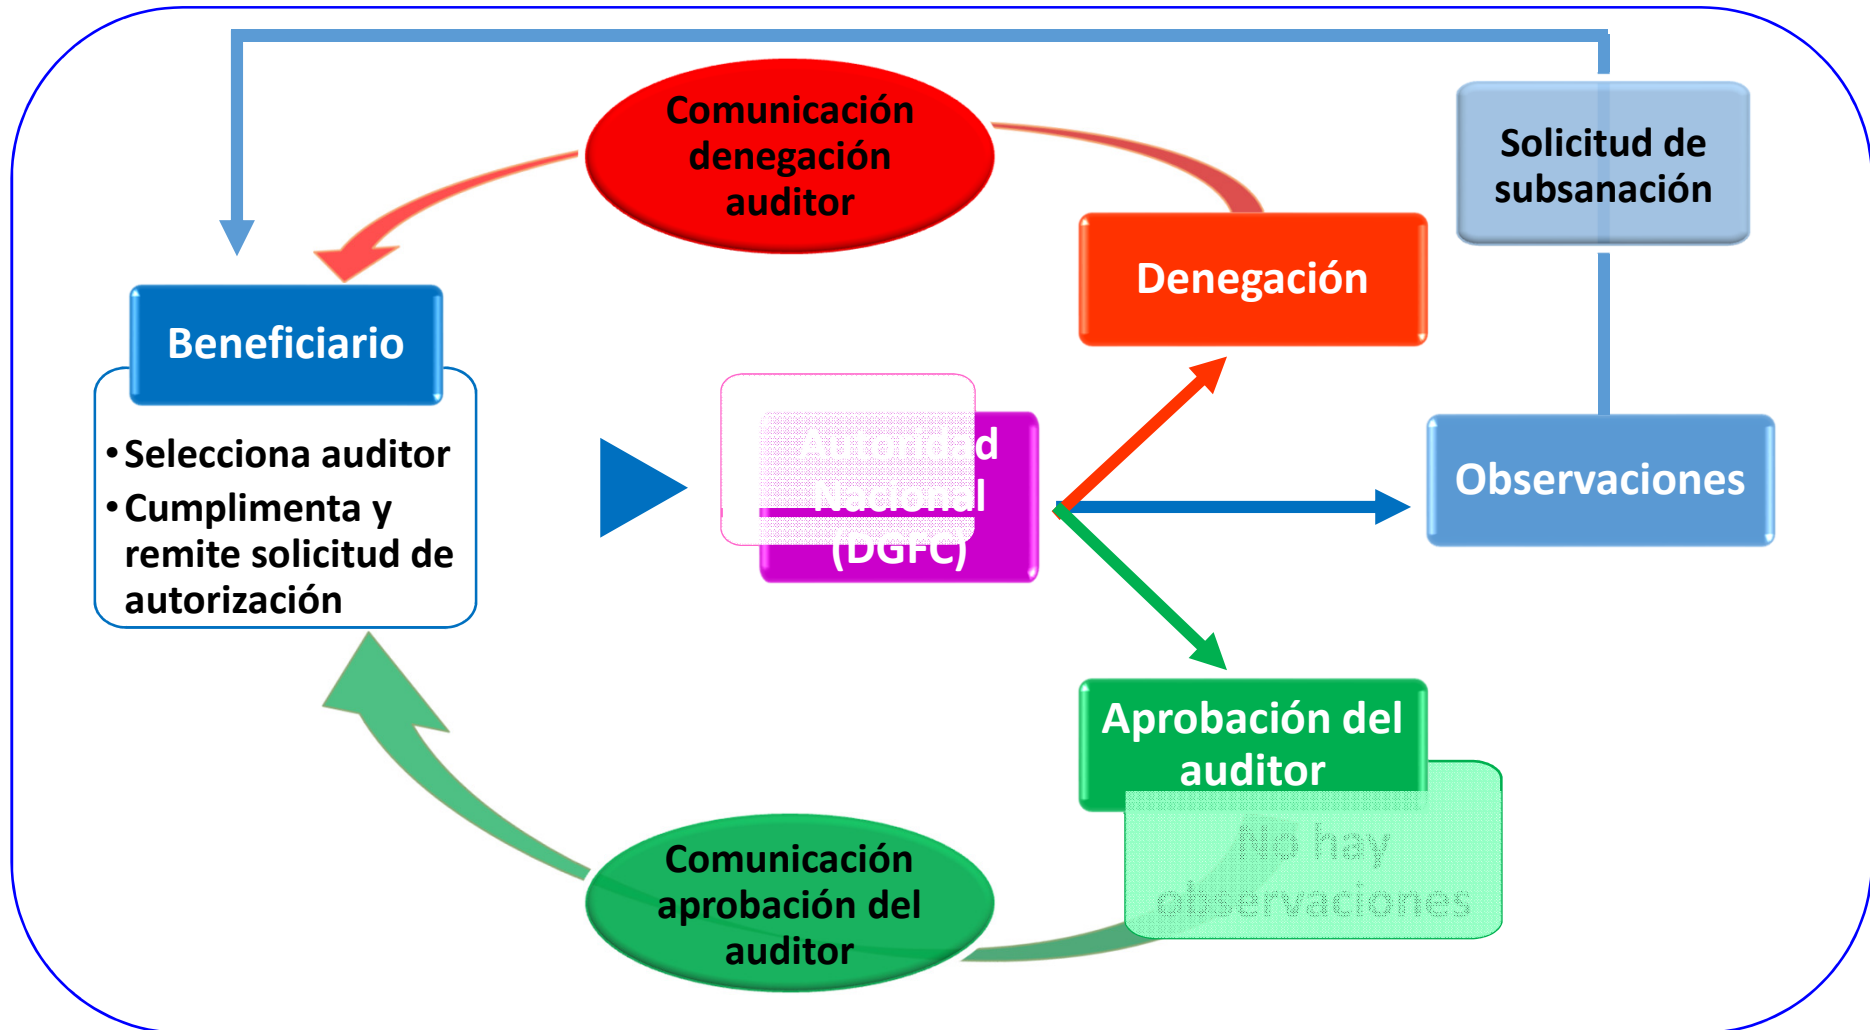 Comunicación
denegación
auditor
Solicitud de
subsanación
Denegación
Beneficiario
• Selecciona auditor
• Cumplimenta y
remite solicitud de
autorización
Autoridad
Nacional
(DGFC)
Observaciones
Aprobación del
auditor
No hay
observaciones
Comunicación
aprobación del
auditor